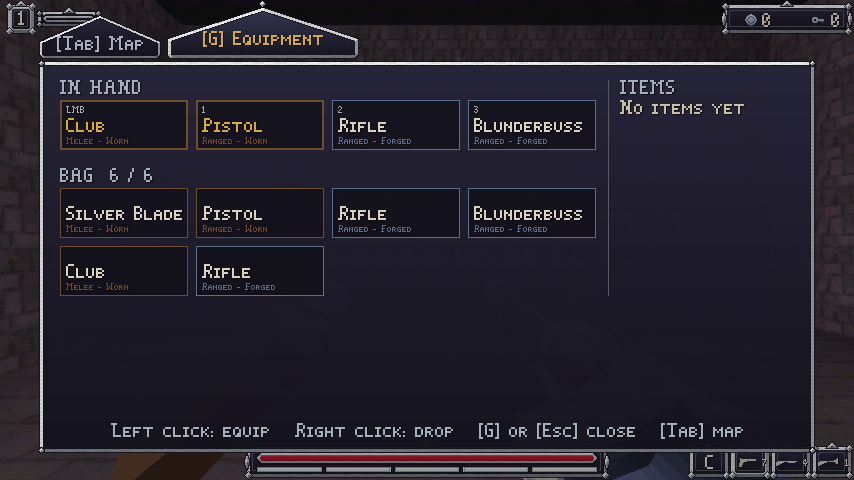 1
[Tab] Map
[G] Equipment
0 0
IN HAND
LMB
Club
Melee - Worn
1
Pistol
Ranged - Worn
2
Rifle
Ranged - Forged
3
Blunderbuss
Ranged - Forged
BAG 6 / 6
Silver Blade
Melee - Worn
Pistol
Ranged - Worn
Rifle
Ranged - Forged
Blunderbuss
Ranged - Forged
Club
Melee - Worn
Rifle
Ranged - Forged
ITEMS
No items yet
Left click: equip Right click: drop [G] or [Esc] close [Tab] map
C